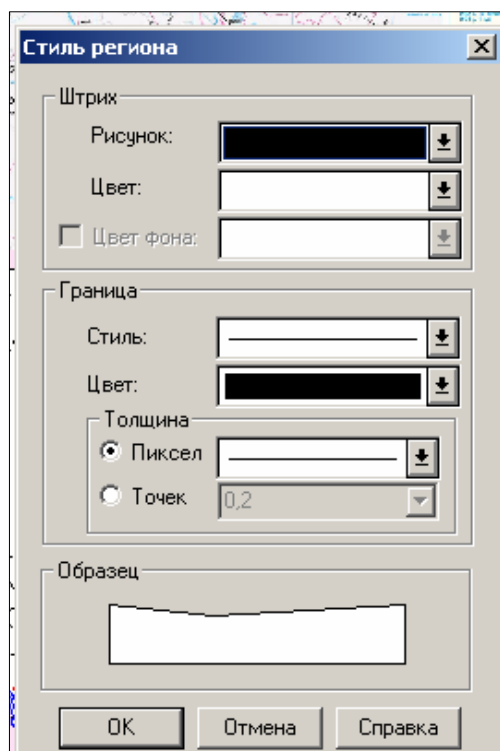 Стиль региона
Штрих
Рисунок:
Цвет:
Цвет фона:
Граница
Стиль:
Цвет:
Толщина
Пиксел
Точек 0,2
Образец
OK Отмена Справка